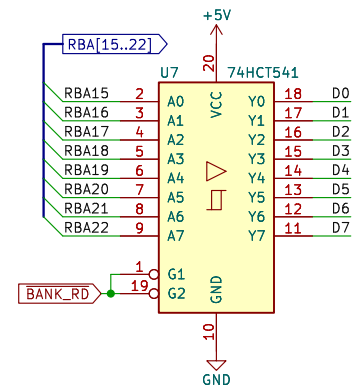 +5V
RBA[15..22]
U7 74HCT541
20
VCC
RBA15 2 A0 Y0 18 D0
RBA16 3 A1 Y1 17 D1
RBA17 4 A2 Y2 16 D2
RBA18 5 A3 Y3 15 D3
RBA19 6 A4 Y4 14 D4
RBA20 7 A5 Y5 13 D5
RBA21 8 A6 Y6 12 D6
RBA22 9 A7 Y7 11 D7
1 G1
BANK_RD 19 G2
GND
10
GND